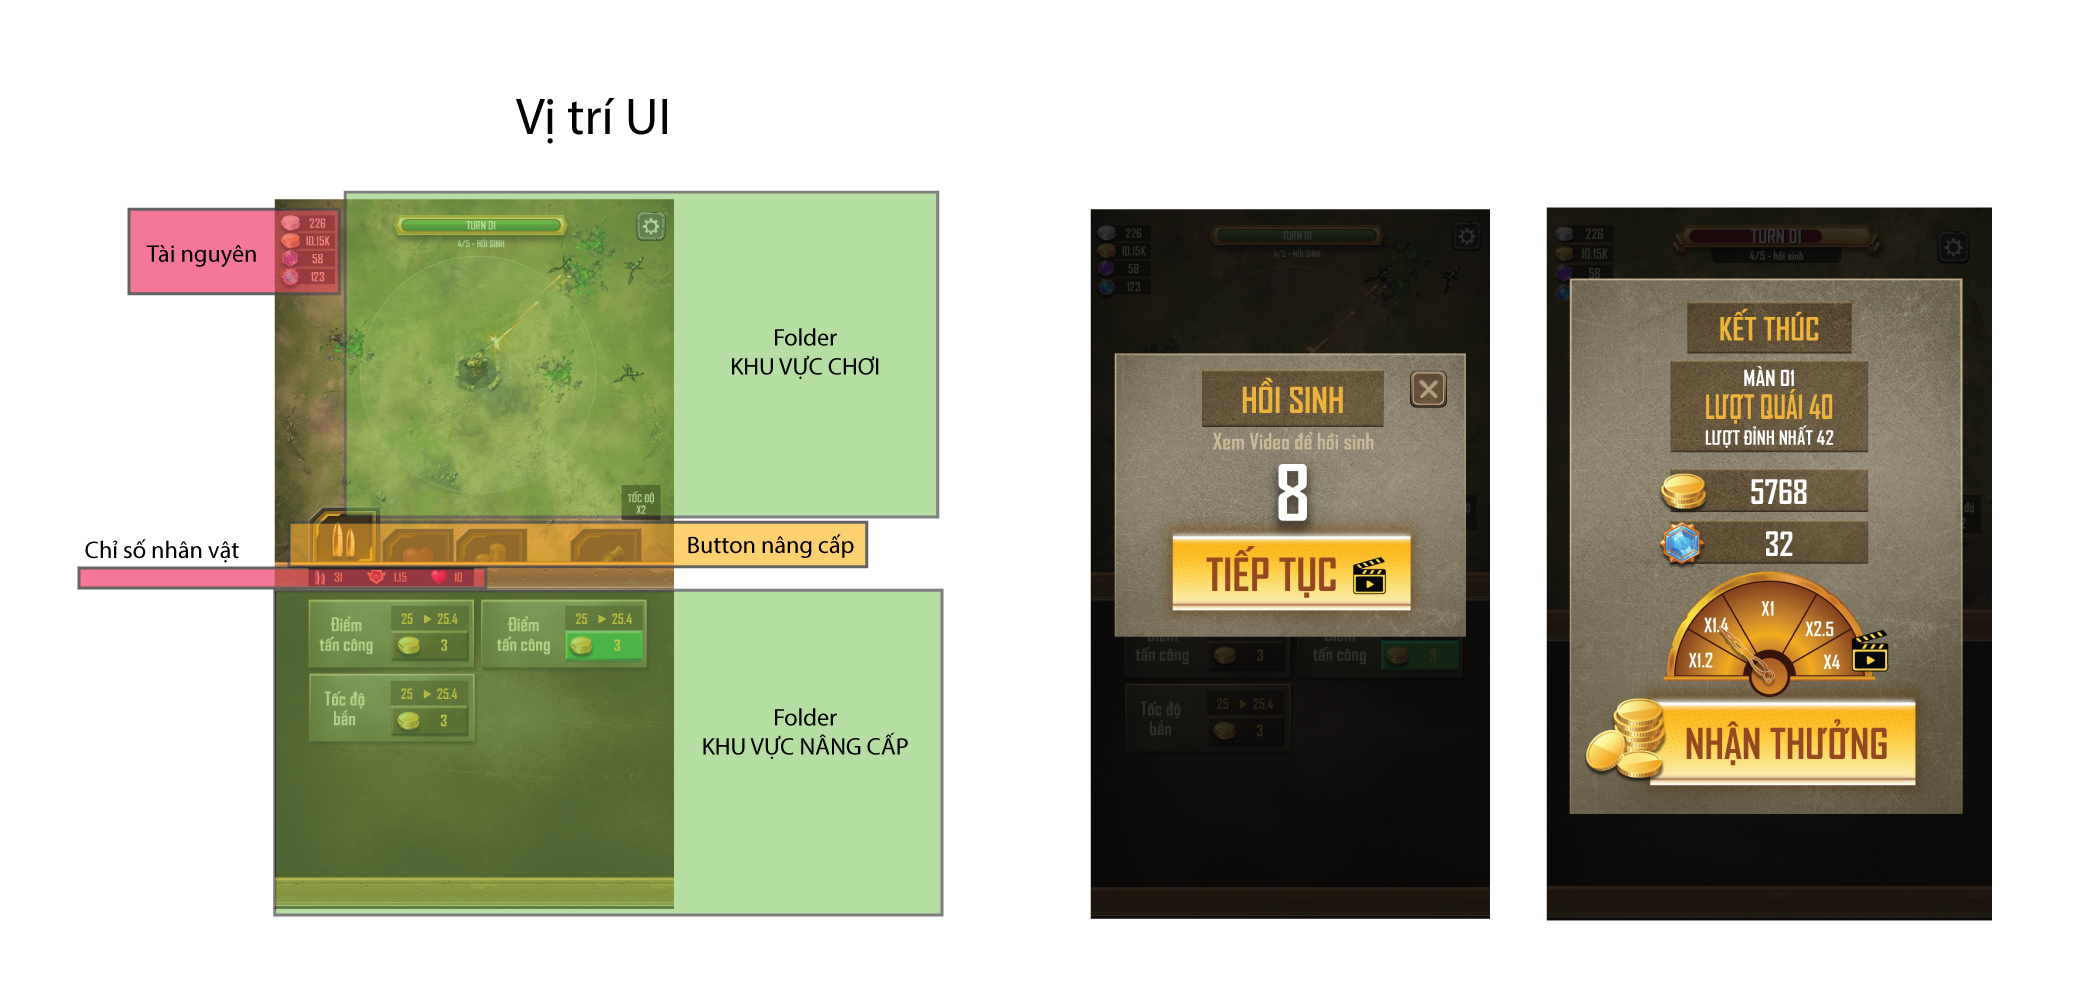 Vị trí UI
Tài nguyên
226
10.15K
58
123
TURN 01
4/5 - HỒI SINH
Folder
KHU VỰC CHƠI
TỐC ĐỘ
X2
Button nâng cấp
Chỉ số nhân vật
31
1.15
10
Điểm
tấn công
25 ▶ 25.4
3
Điểm
tấn công
25 ▶ 25.4
3
Tốc độ
bắn
25 ▶ 25.4
3
Folder
KHU VỰC NÂNG CẤP
226
10.15K
58
123
TURN 01
4/5 - HỒI SINH
HỒI SINH
Xem Video để hồi sinh
8
TIẾP TỤC
Điểm
tấn công
3
Điểm
tấn công
3
Tốc độ
bắn
25 ▶ 25.4
3
226
10.15K
58
TURN 01
4/5 - hồi sinh
KẾT THÚC
MÀN 01
LƯỢT QUÁI 40
LƯỢT ĐỈNH NHẤT 42
5768
32
X1.2
X1.4
X1
X2.5
X4
NHẬN THƯỞNG